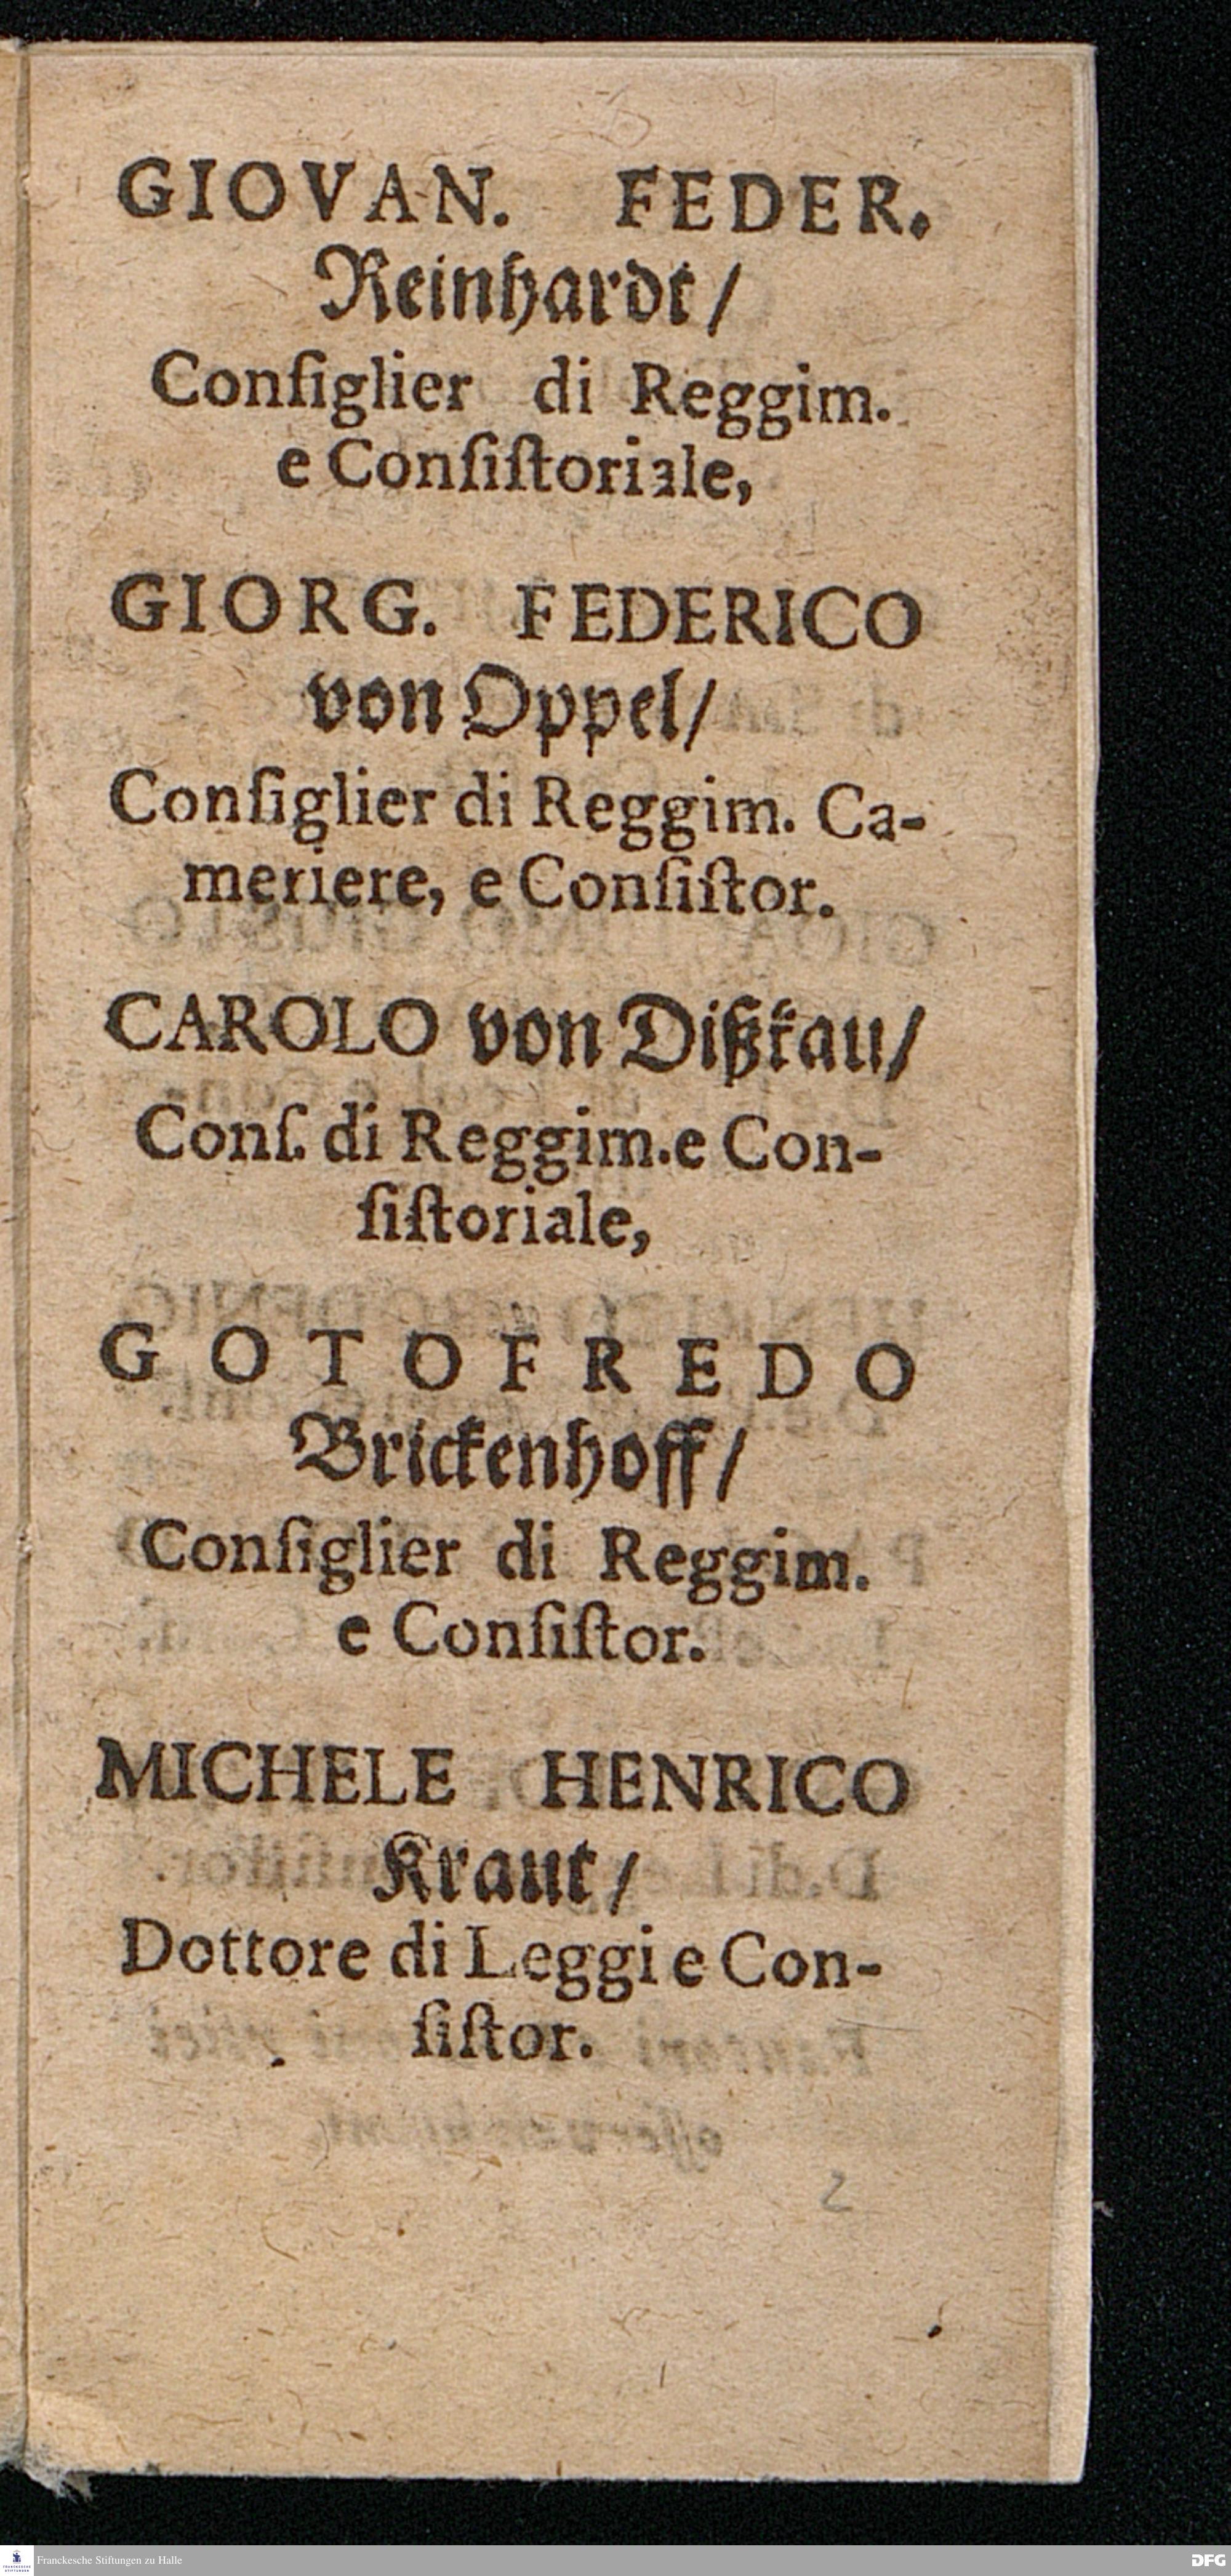 GIOVAN. FEDER.
Reinhardt/
Conſiglier di Reggim.
e Conſiſtoriale,
GIORG. FEDERICO
von Oppel/
Conſiglier di Reggim. Ca-
meriere, e Conſiſtor.
CAROLO von Dißkau/
Conſ. di Reggim.e Con-
ſiſtoriale,
GOTOFREDO
Brickenhoff/
Conſiglier di Reggim.
e Conſiſtor.
MICHELE HENRICO
Kraut/
Dottore di Leggi e Con-
ſiſtor.
2
Franckesche Stiftungen zu Halle
DFG